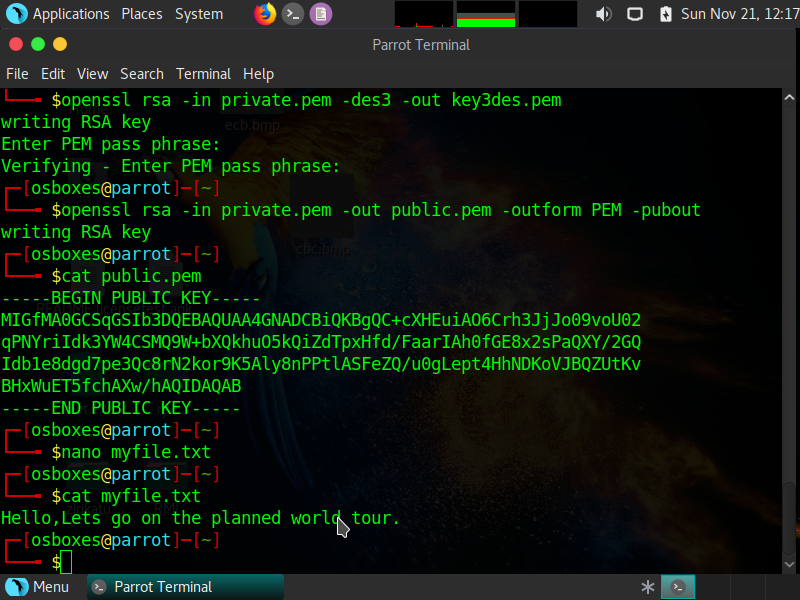 Applications Places System Sun Nov 21, 12:17
Parrot Terminal
File Edit View Search Terminal Help
$openssl rsa -in private.pem -des3 -out key3des.pem
writing RSA key
ecb.bmp
Enter PEM pass phrase:
Verifying - Enter PEM pass phrase:
[osboxes@parrot]-[~]
$openssl rsa -in private.pem -out public.pem -outform PEM -pubout
writing RSA key
cbc.bmp
[osboxes@parrot]-[~]
$cat public.pem
-----BEGIN PUBLIC KEY-----
MIGfMA0GCSqGSIb3DQEBAQUAA4GNADCBiQKBgQC+cXHEuiAO6Crh3JjJo09voU02
qPNYriIdk3YW4CSMQ9W+bXQkhuO5kQiZdTpxHfd/FaarIAh0fGE8x2sPaQXY/2GQ
Idb1e8dgd7pe3Qc8rN2kor9K5Aly8nPPtlASFeZQ/u0gLept4HhNDKoVJBQZUtKv
BHxWuET5fchAXw/hAQIDAQAB
-----END PUBLIC KEY-----
[osboxes@parrot]-[~]
$nano myfile.txt
[osboxes@parrot]-[~]
$cat myfile.txt
Hello,Lets go on the planned world tour.
[osboxes@parrot]-[~]
$
Menu Parrot Terminal